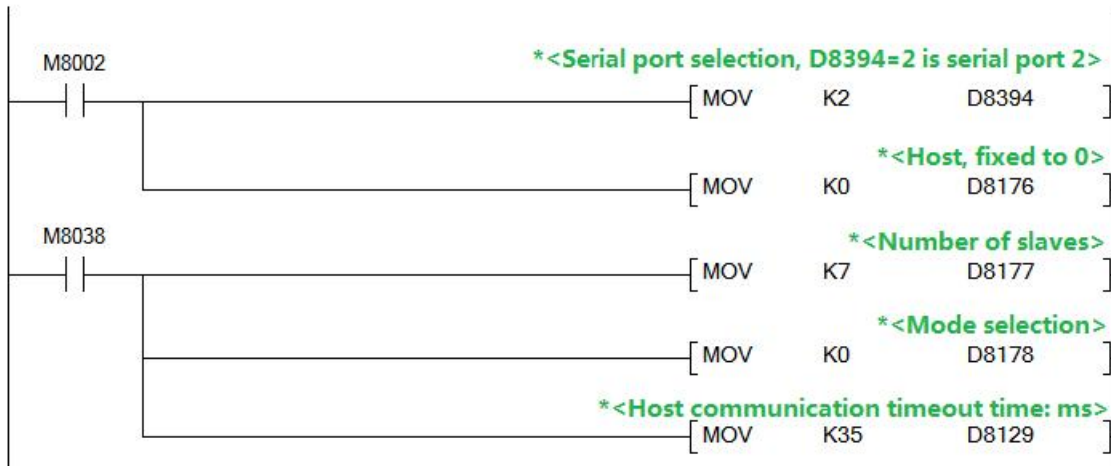 *<Serial port selection, D8394=2 is serial port 2>
M8002
[ MOV K2 D8394 ]
*<Host, fixed to 0>
[ MOV K0 D8176 ]
M8038
*<Number of slaves>
[ MOV K7 D8177 ]
*<Mode selection>
[ MOV K0 D8178 ]
*<Host communication timeout time: ms>
[ MOV K35 D8129 ]